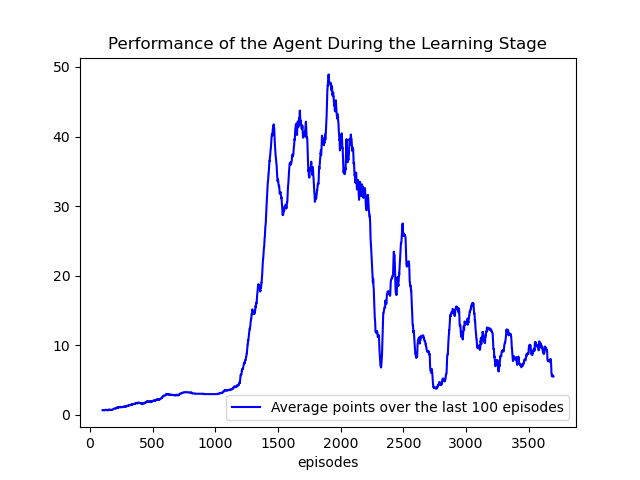 Performance of the Agent During the Learning Stage
50
40
30
20
10
0
Average points over the last 100 episodes
0 500 1000 1500 2000 2500 3000 3500
episodes